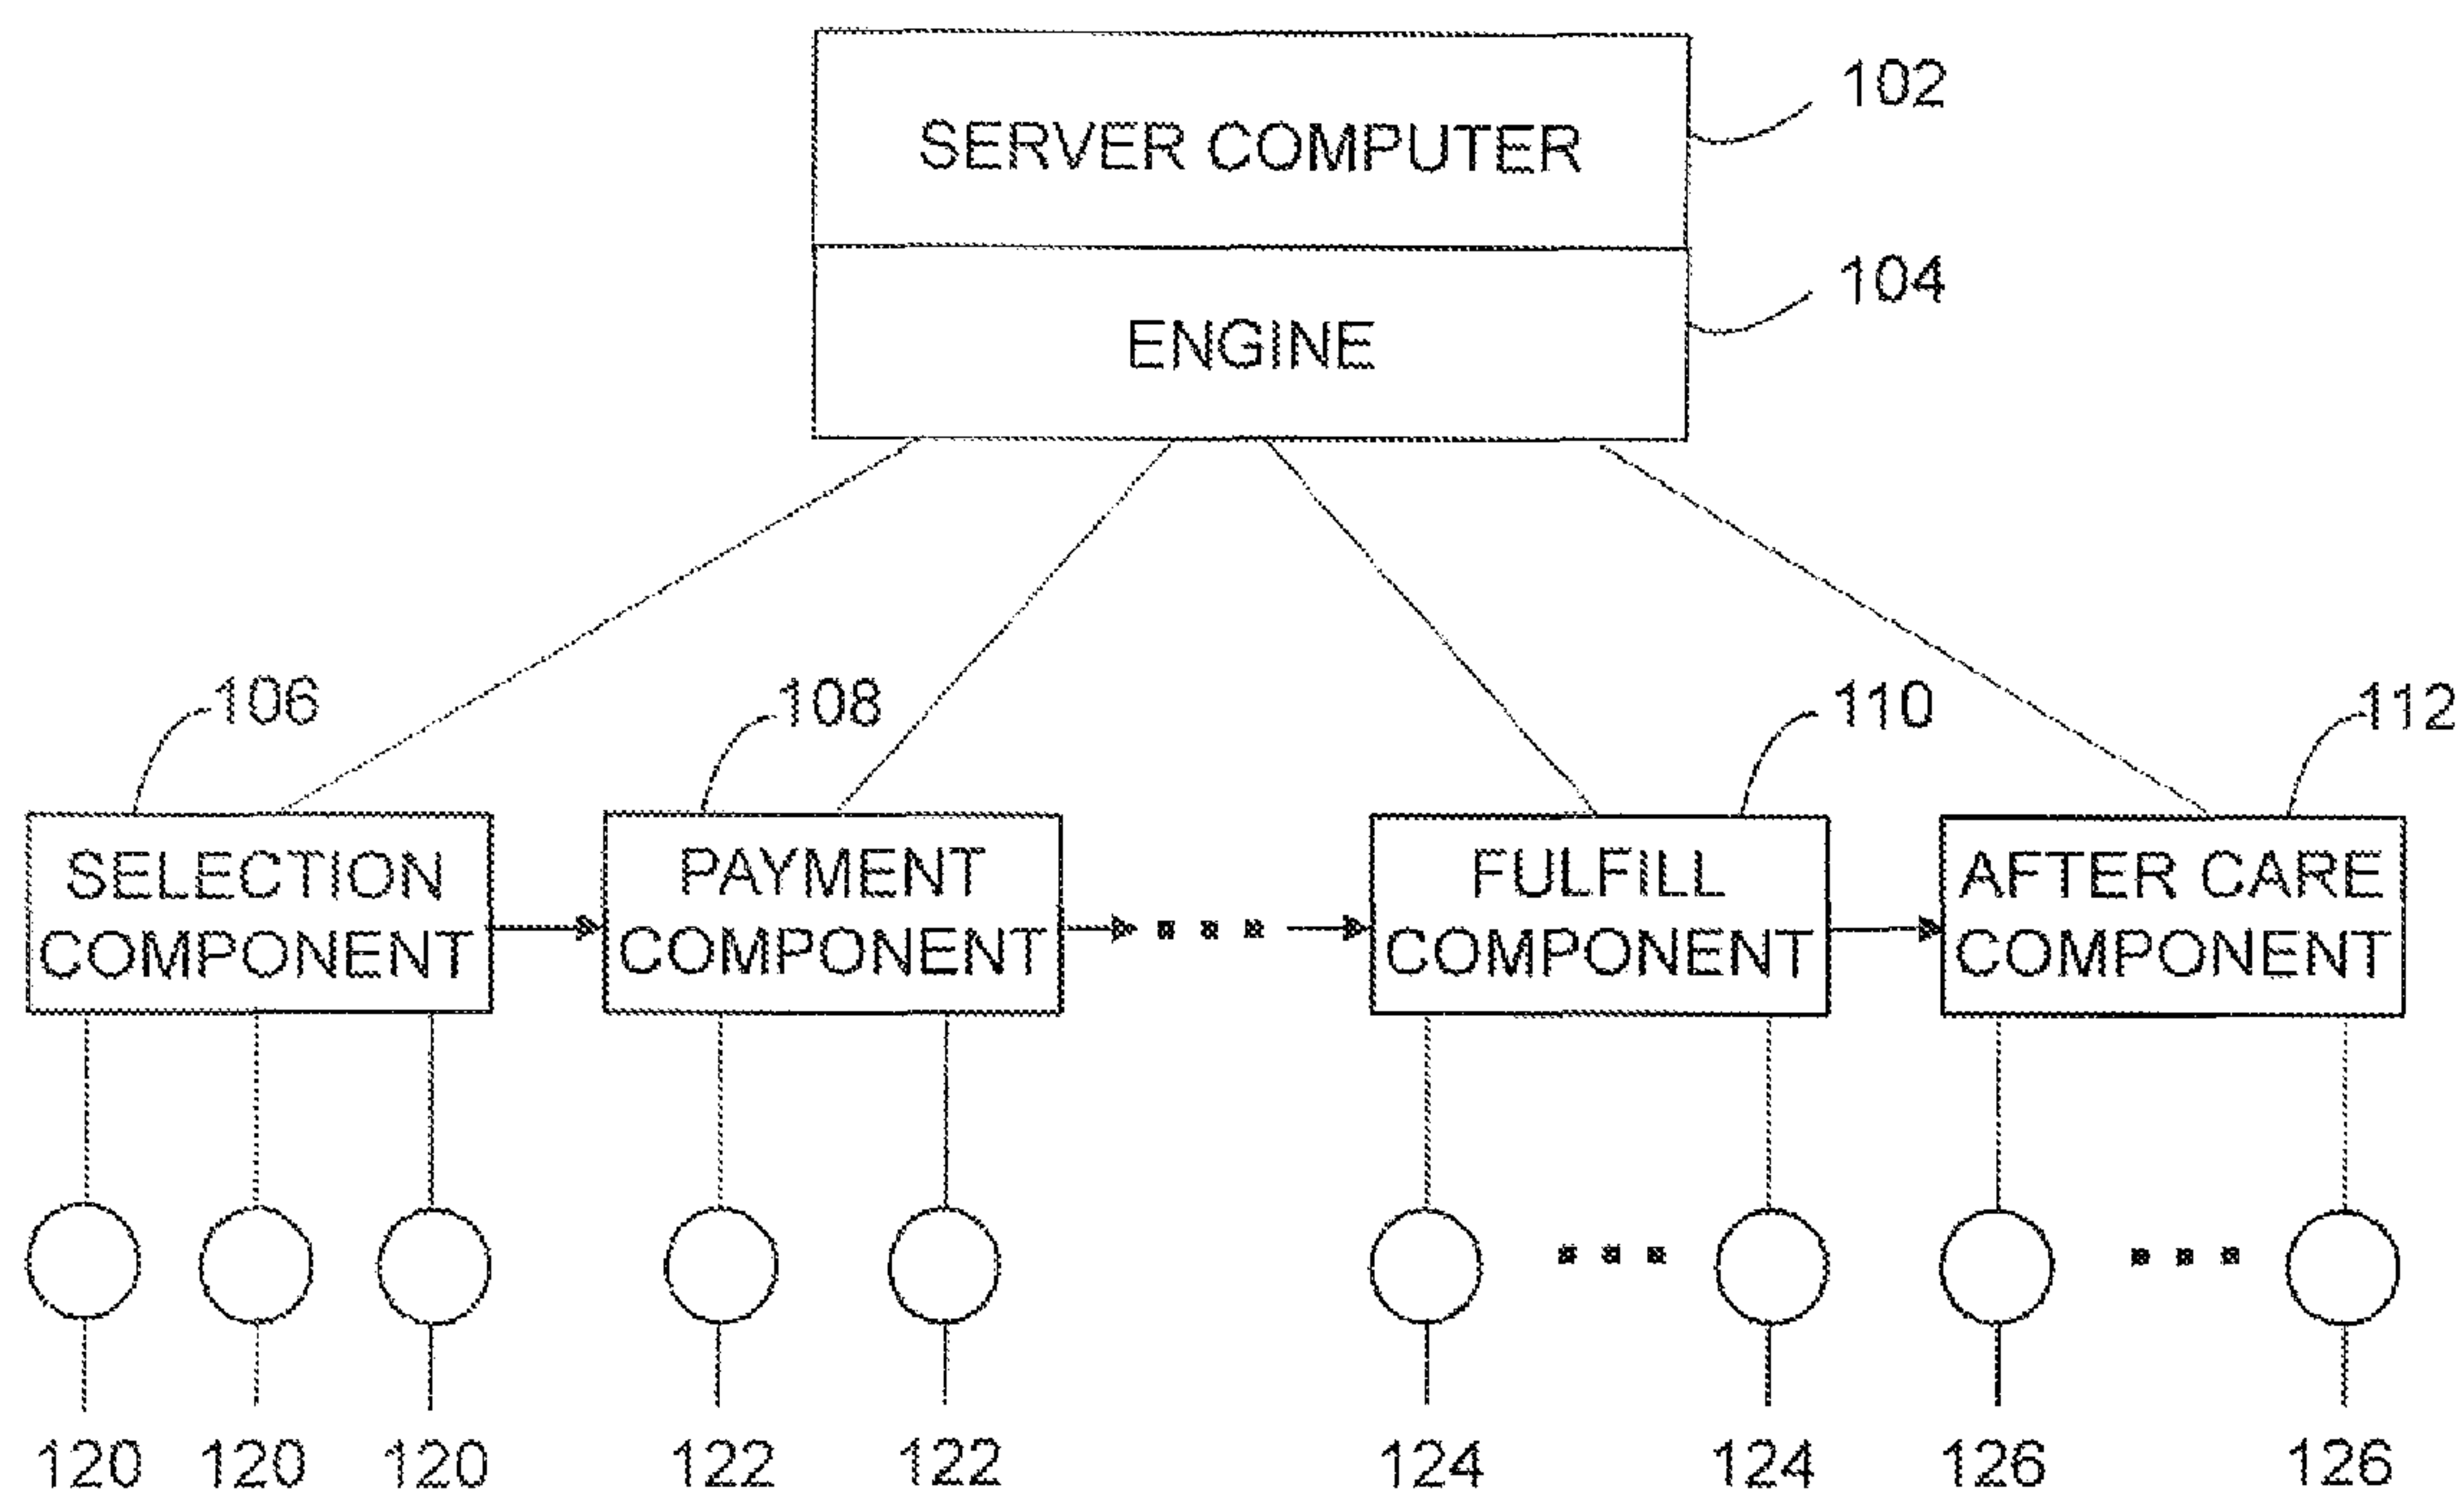 102
SERVER COMPUTER
104
ENGINE
106
108
110
112
SELECTION
COMPONENT
PAYMENT
COMPONENT
FULFILL
COMPONENT
AFTER CARE
COMPONENT
120
120
120
122
122
124
124
126
126